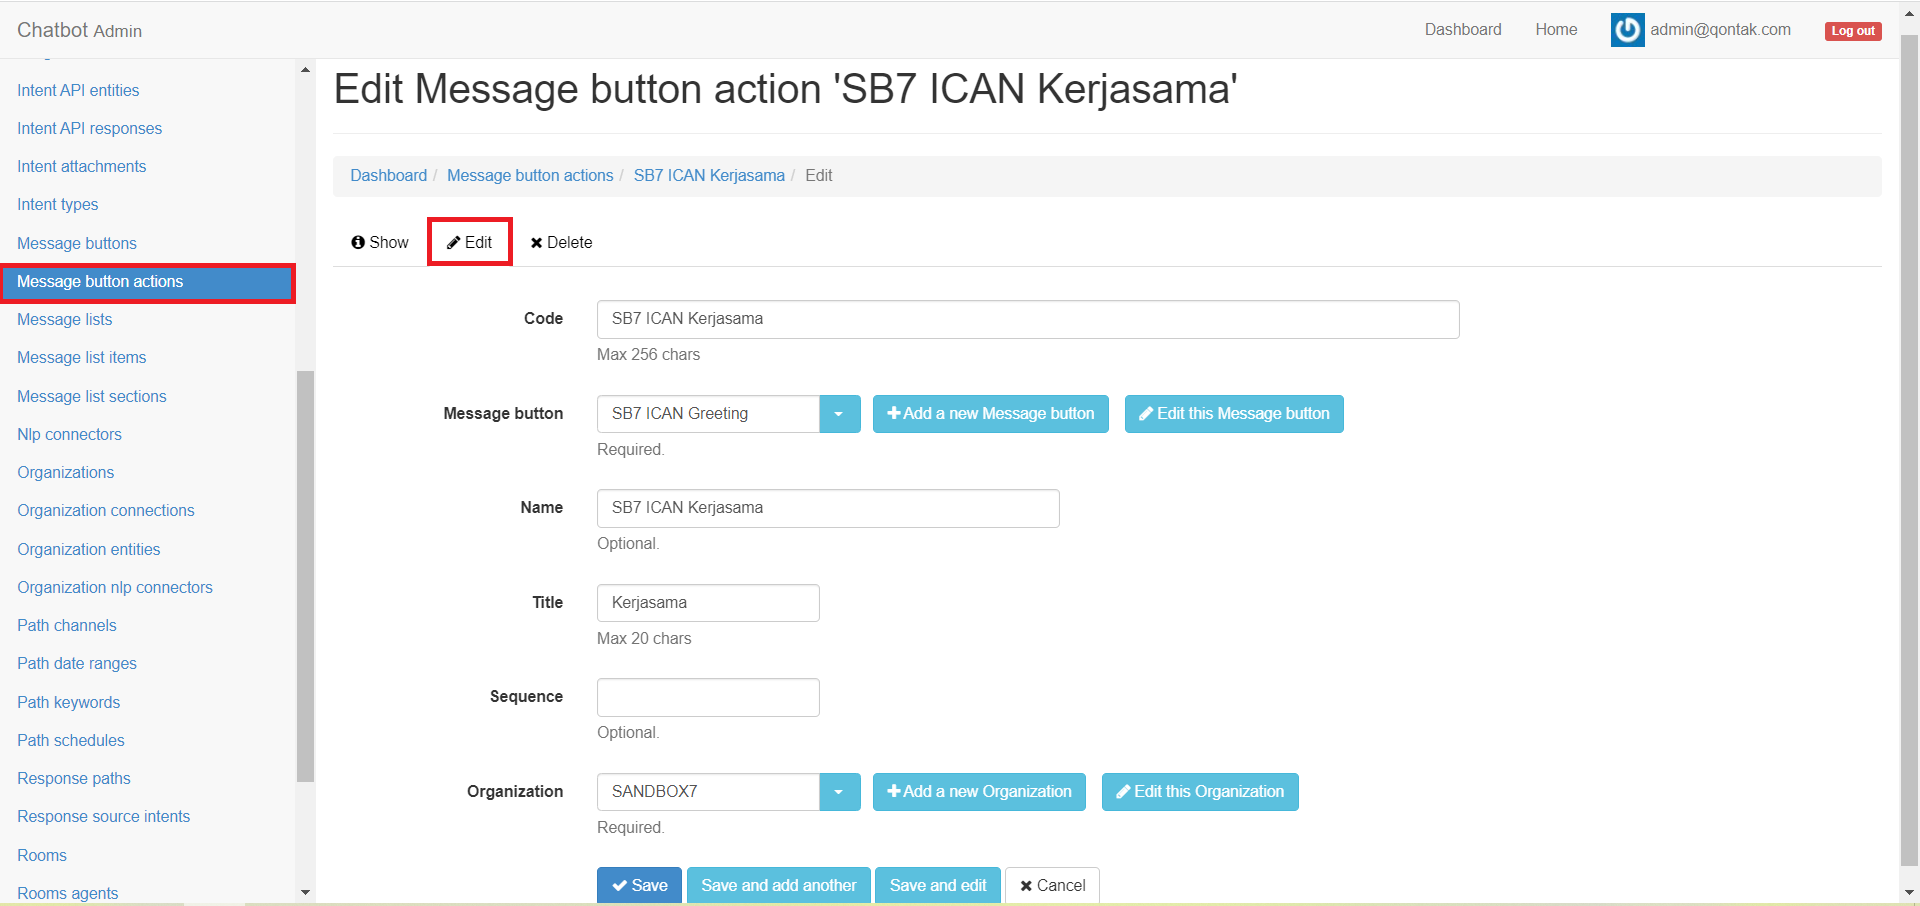 Chatbot Admin
Dashboard
Home
admin@qontak.com
Log out
Intent API entities
Intent API responses
Intent attachments
Intent types
Message buttons
Message button actions
Message lists
Message list items
Message list sections
Nlp connectors
Organizations
Organization connections
Organization entities
Organization nlp connectors
Path channels
Path date ranges
Path keywords
Path schedules
Response paths
Response source intents
Rooms
Rooms agents
Edit Message button action 'SB7 ICAN Kerjasama'
Dashboard / Message button actions / SB7 ICAN Kerjasama / Edit
Show
Edit
Delete
Code SB7 ICAN Kerjasama
Max 256 chars
Message button SB7 ICAN Greeting Add a new Message button Edit this Message button
Required.
Name SB7 ICAN Kerjasama
Optional.
Title Kerjasama
Max 20 chars
Sequence
Optional.
Organization SANDBOX7 Add a new Organization Edit this Organization
Required.
Save Save and add another Save and edit Cancel